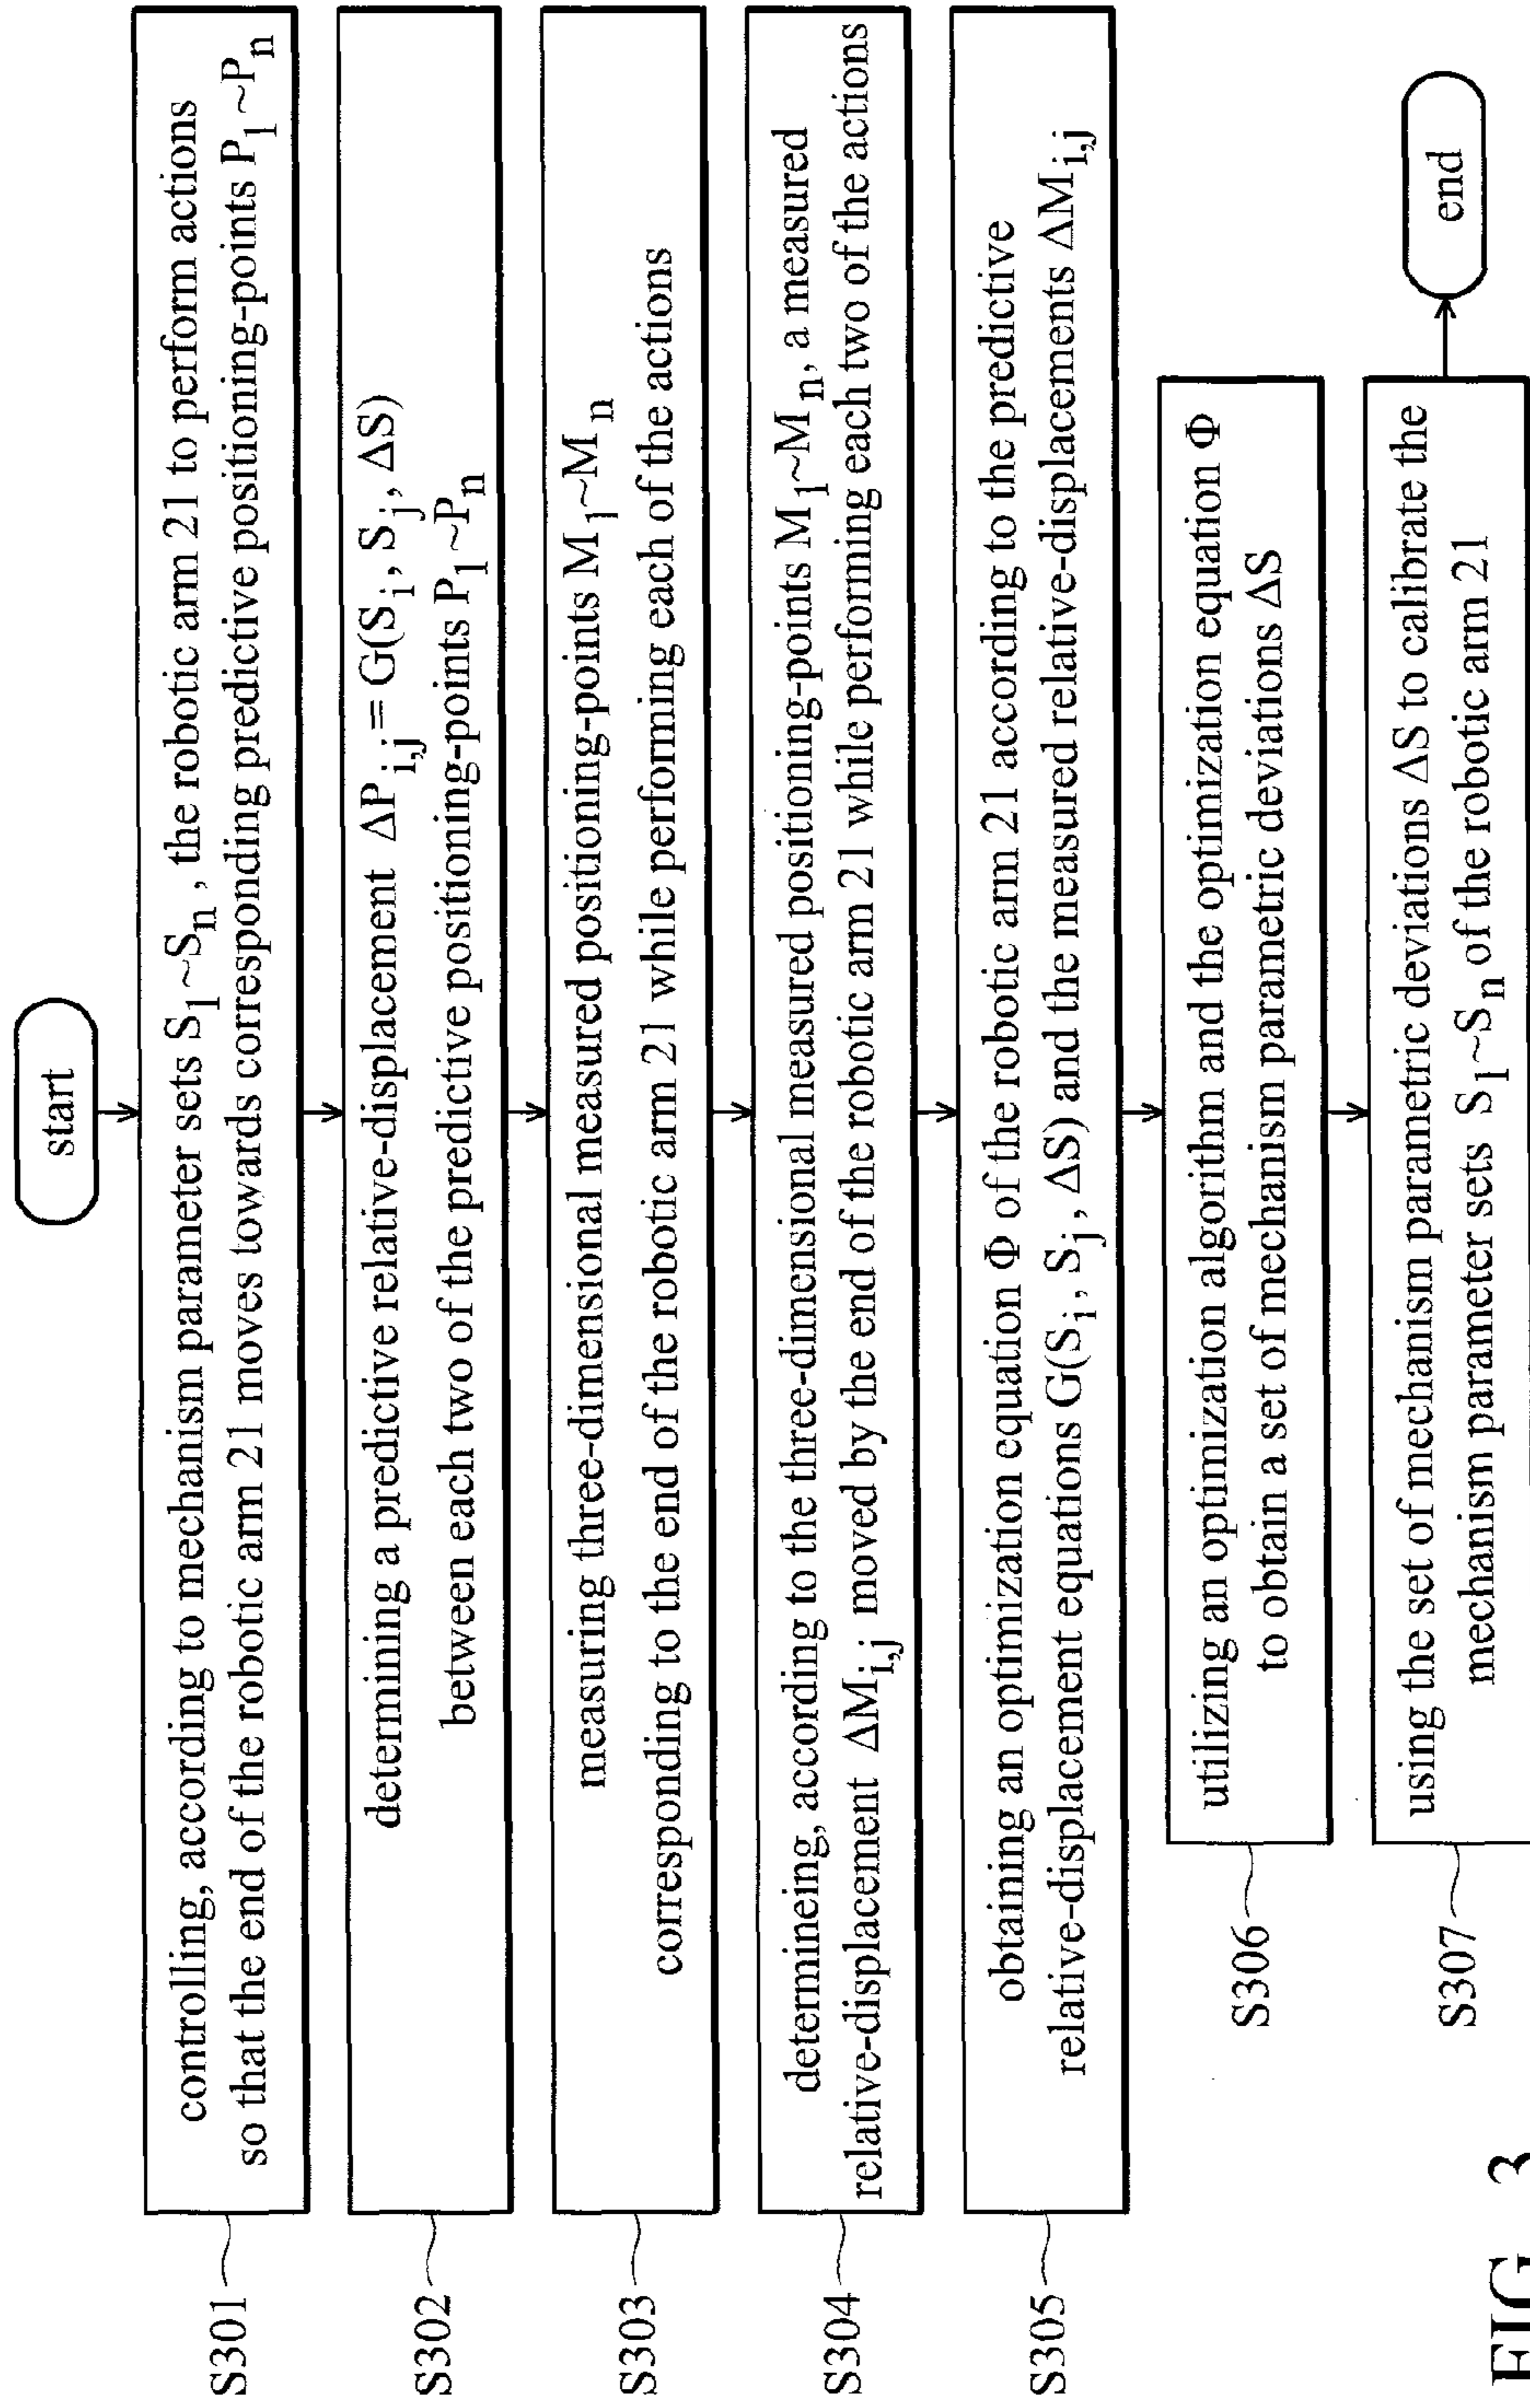 start
S301
controlling, according to mechanism parameter sets S1~Sn , the robotic arm 21 to perform actions
so that the end of the robotic arm 21 moves towards corresponding predictive positioning-points P1~Pn
S302
determining a predictive relative-displacement ΔPi,j= G(Si , Sj , ΔS)
between each two of the predictive positioning-points P1~Pn
S303
measuring three-dimensional measured positioning-points M1~Mn
corresponding to the end of the robotic arm 21 while performing each of the actions
S304
determineing, according to the three-dimensional measured positioning-points M1~Mn, a measured
relative-displacement ΔMi,j moved by the end of the robotic arm 21 while performing each two of the actions
S305
obtaining an optimization equation Φ of the robotic arm 21 according to the predictive
relative-displacement equations G(Si , Sj , ΔS) and the measured relative-displacements ΔMi,j
S306
utilizing an optimization algorithm and the optimization equation Φ
to obtain a set of mechanism parametric deviations ΔS
S307
using the set of mechanism parametric deviations ΔS to calibrate the
mechanism parameter sets S1~Sn of the robotic arm 21
end
FIG. 3